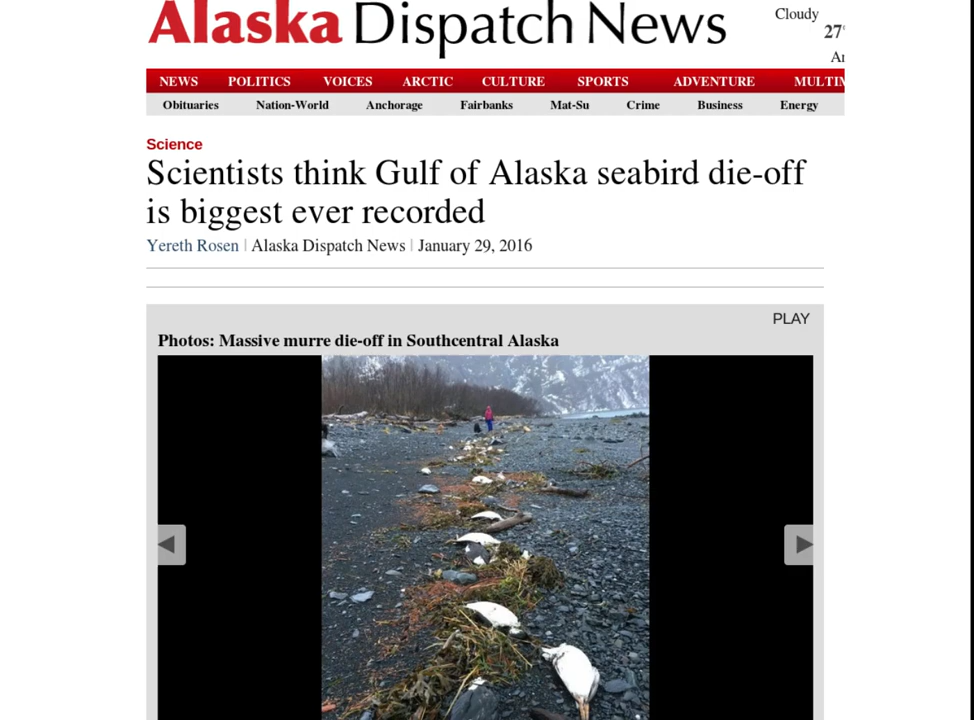 Alaska Dispatch News
Cloudy
27°
NEWS POLITICS VOICES ARCTIC CULTURE SPORTS ADVENTURE
Obituaries Nation-World Anchorage Fairbanks Mat-Su Crime Business Energy
Science
Scientists think Gulf of Alaska seabird die-off
is biggest ever recorded
Yereth Rosen | Alaska Dispatch News | January 29, 2016
PLAY
Photos: Massive murre die-off in Southcentral Alaska